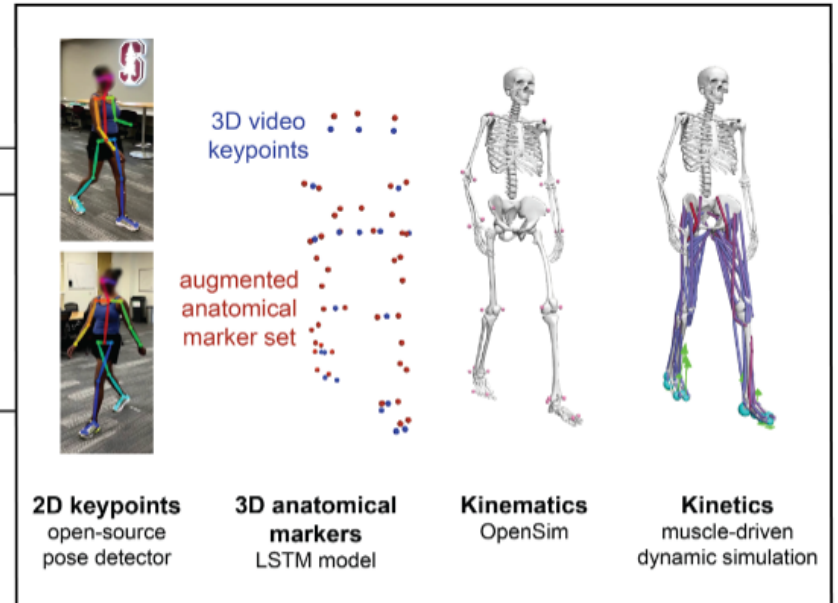 3D video
keypoints
augmented
anatomical
marker set
2D keypoints
open-source
pose detector
3D anatomical
markers
LSTM model
Kinematics
OpenSim
Kinetics
muscle-driven
dynamic simulation